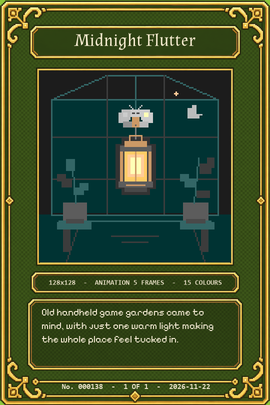 Midnight Flutter
128x128 - ANIMATION 5 FRAMES - 15 COLOURS
Old handheld game gardens came to
mind, with just one warm light making
the whole place feel tucked in.
No. 000138 - 1 OF 1 - 2026-11-22